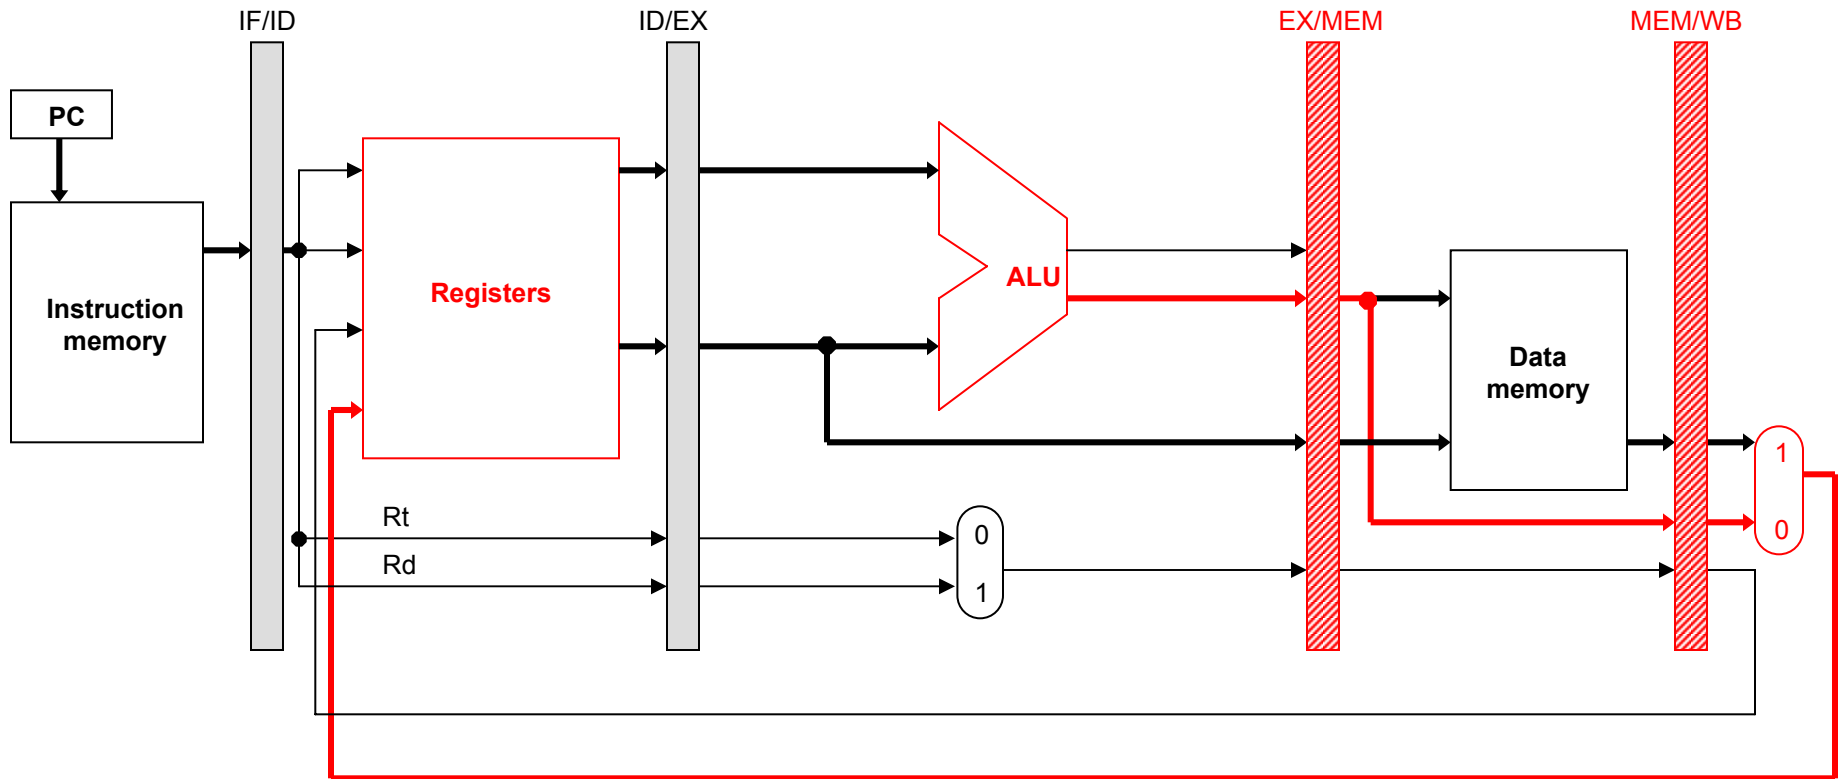 IF/ID
ID/EX
EX/MEM
MEM/WB
PC
Instruction
memory
Registers
ALU
Data
memory
1
0
Rt
Rd
0
1